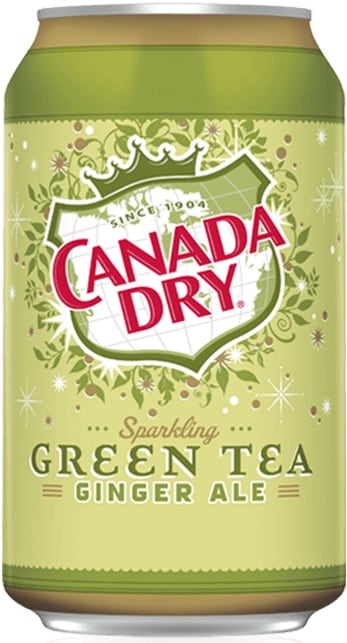 SINCE 1904
CANADA
DRY®
Sparkling
GREEN TEA
GINGER ALE